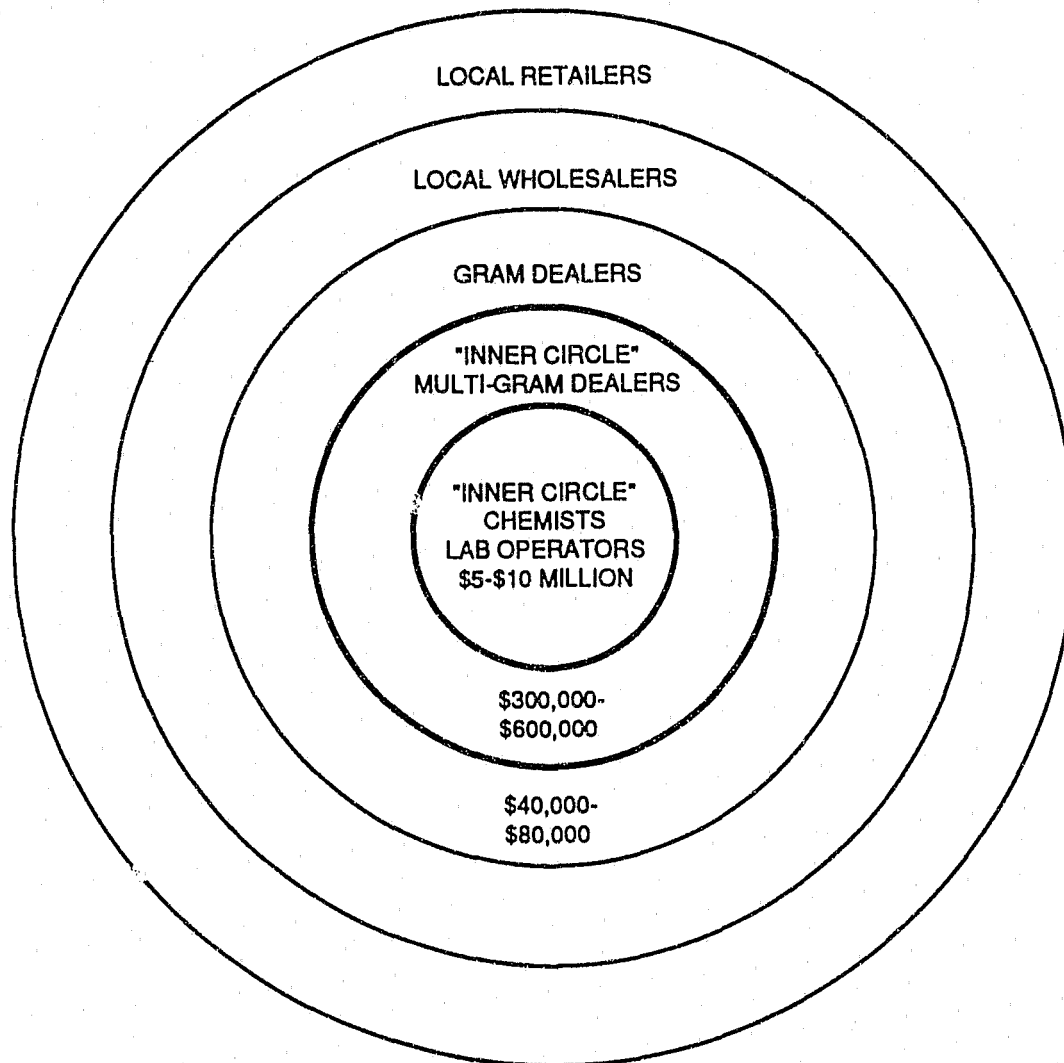 LOCAL RETAILERS
LOCAL WHOLESALERS
GRAM DEALERS
"INNER CIRCLE"
MULTI-GRAM DEALERS
"INNER CIRCLE"
CHEMISTS
LAB OPERATORS
$5-$10 MILLION
$300,000-
$600,000
$40,000-
$80,000